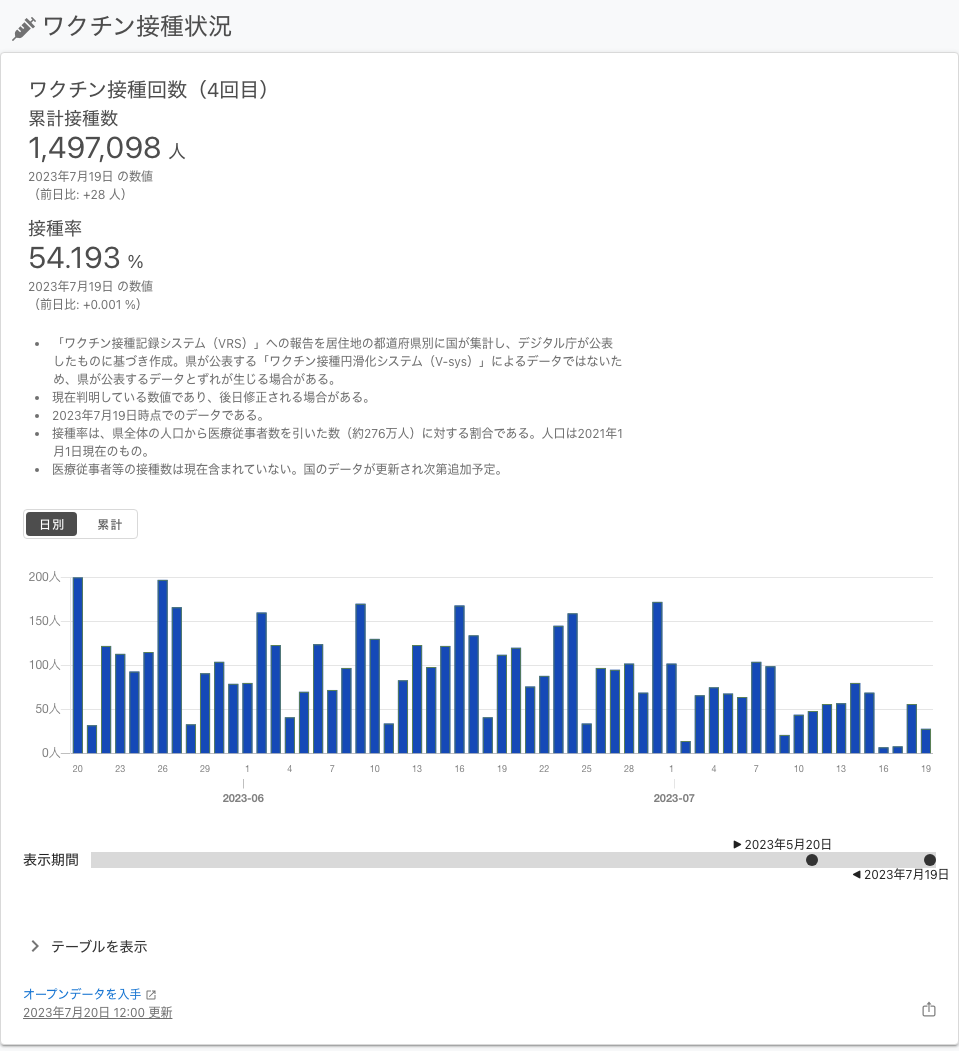 ワクチン接種状況
ワクチン接種回数（4回目）
累計接種数
1,497,098 人
2023年7月19日 の数値
（前日比: +28 人）
接種率
54.193 %
2023年7月19日 の数値
（前日比: +0.001 %）
• 「ワクチン接種記録システム（VRS）」への報告を居住地の都道府県別に国が集計し、デジタル庁が公表
したものに基づき作成。県が公表する「ワクチン接種円滑化システム（V-sys）」によるデータではないた
め、県が公表するデータとずれが生じる場合がある。
• 現在判明している数値であり、後日修正される場合がある。
• 2023年7月19日時点でのデータである。
• 接種率は、県全体の人口から医療従事者数を引いた数（約276万人）に対する割合である。人口は2021年1
月1日現在のもの。
• 医療従事者等の接種数は現在含まれていない。国のデータが更新され次第追加予定。
日別 累計
200人
150人
100人
50人
0人
20 23 26 29 1 4 7 10 13 16 19 22 25 28 1 4 7 10 13 16 19
2023-06 2023-07
2023年5月20日
表示期間
2023年7月19日
テーブルを表示
オープンデータを入手
2023年7月20日 12:00 更新